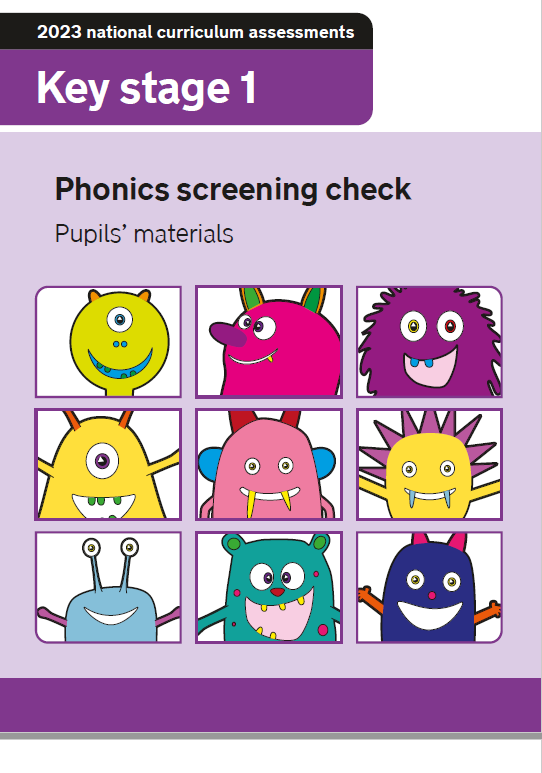 2023 national curriculum assessments
Key stage 1
Phonics screening check
Pupils’ materials